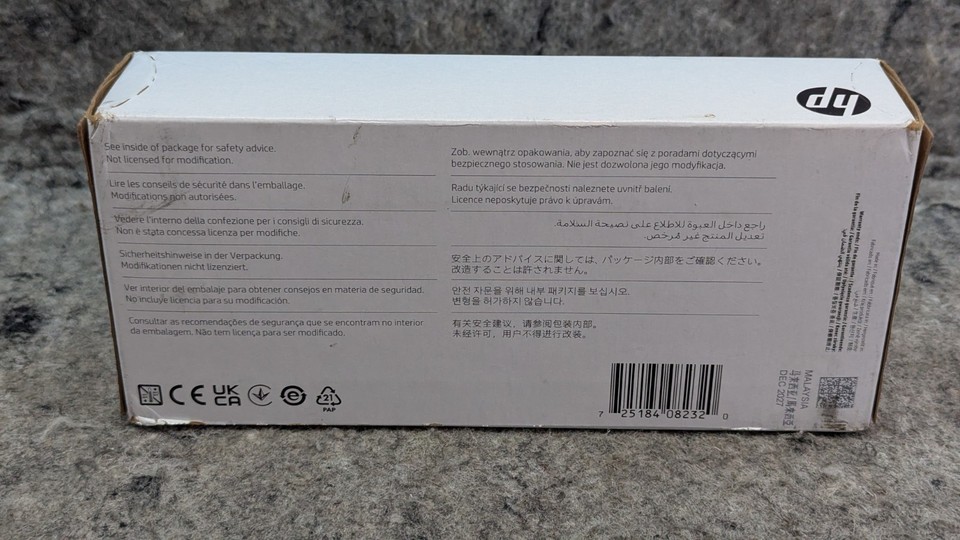 hp
See inside of package for safety advice.
Not licensed for modification.
Lire les conseils de sécurité dans l'emballage.
Modifications non autorisées.
Vedere l'interno della confezione per i consigli di sicurezza.
Non è stata concessa licenza per modifiche.
Sicherheitshinweise in der Verpackung.
Modifikationen nicht lizenziert.
Ver interior del embalaje para obtener consejos en materia de seguridad.
No incluye licencia para su modificación.
Consultar as recomendações de segurança que se encontram no interior
da embalagem. Não tem licença para ser modificado.
Zob. wewnątrz opakowania, aby zapoznać się z poradami dotyczącymi
bezpiecznego stosowania. Nie jest dozwolona jego modyfikacja.
Radu týkající se bezpečnosti naleznete uvnitř balení.
Licence neposkytuje právo k úpravám.
راجع داخل العبوة للاطلاع على نصيحة السلامة.
تعديل المنتج غير مُرخص.
安全上のアドバイスに関しては、パッケージ内部をご確認ください。
改造することは許されません。
안전 자문을 위해 내부 패키지를 보십시오.
변형을 허가하지 않습니다.
有关安全建议，请参阅包装内部。
未经许可，用户不得进行改装。
CE
UK
CA
21
PAP
7 25184 08232 0
MALAYSIA
马来西亚/馬來西亞
DEC 2027